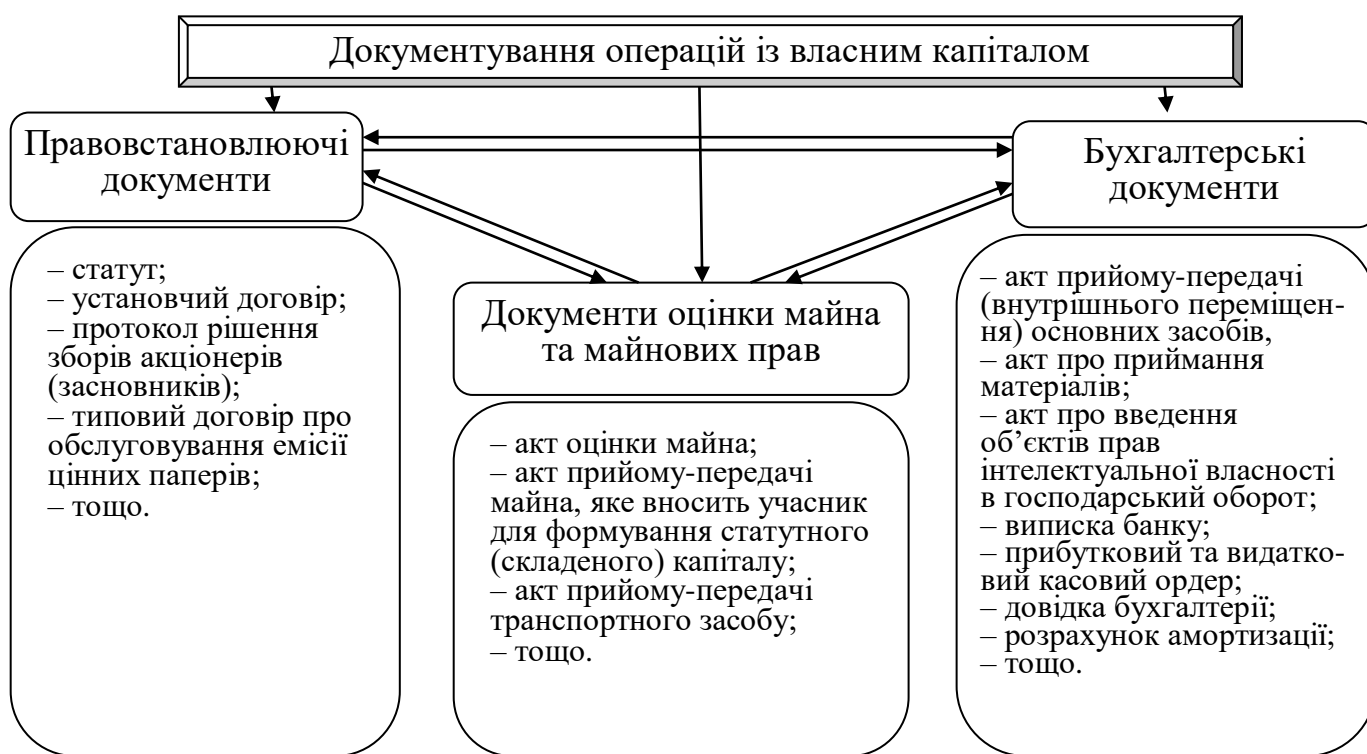 Документування операцій із власним капіталом
Правовстановлюючі
документи
Бухгалтерські
документи
– статут;
– установчий договір;
– протокол рішення
зборів акціонерів
(засновників);
– типовий договір про
обслуговування емісії
цінних паперів;
– тощо.
Документи оцінки майна
та майнових прав
– акт оцінки майна;
– акт прийому-передачі
майна, яке вносить учасник
для формування статутного
(складеного) капіталу;
– акт прийому-передачі
транспортного засобу;
– тощо.
– акт прийому-передачі
(внутрішнього переміщен-
ня) основних засобів,
– акт про приймання
матеріалів;
– акт про введення
об’єктів прав
інтелектуальної власності
в господарський оборот;
– виписка банку;
– прибутковий та видатко-
вий касовий ордер;
– довідка бухгалтерії;
– розрахунок амортизації;
– тощо.